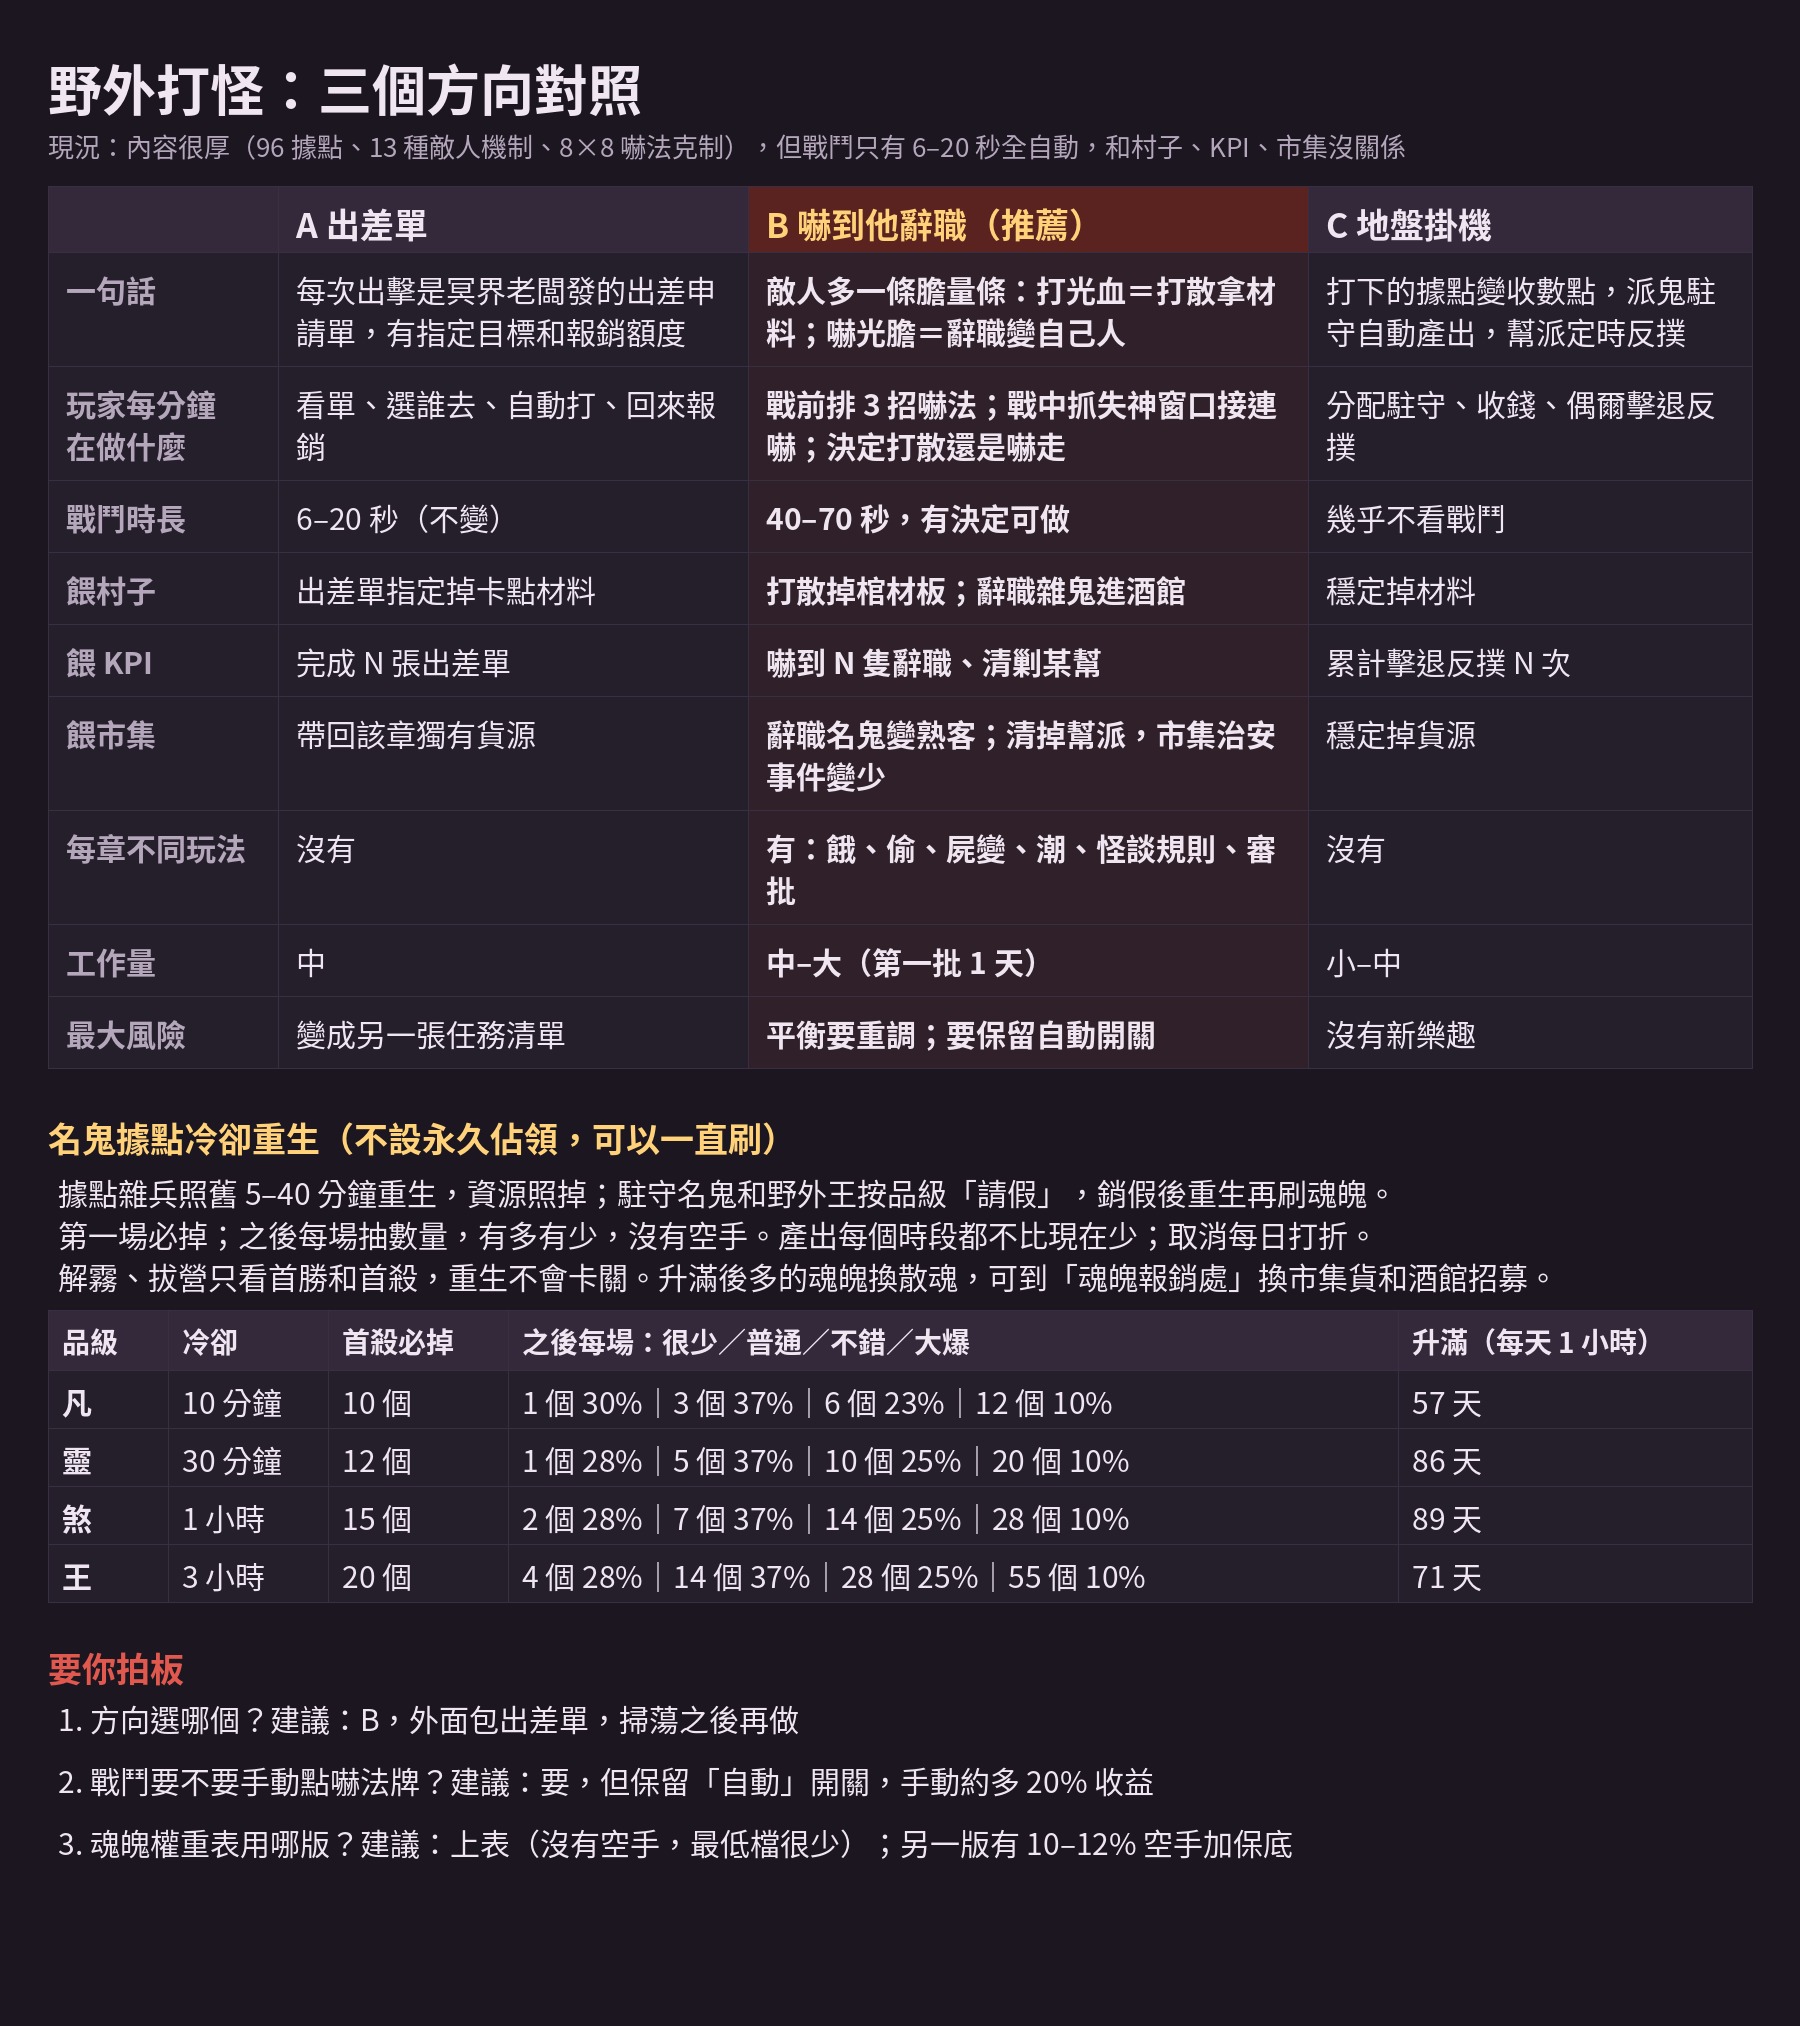 野外打怪：三個方向對照
現況：內容很厚（96 據點、13 種敵人機制、8×8 嚇法克制），但戰鬥只有 6–20 秒全自動，和村子、KPI、市集沒關係
A 出差單
B 嚇到他辭職（推薦）
C 地盤掛機
一句話
每次出擊是冥界老闆發的出差申
請單，有指定目標和報銷額度
敵人多一條膽量條：打光血＝打散拿材
料；嚇光膽＝辭職變自己人
打下的據點變收數點，派鬼駐
守自動產出，幫派定時反撲
玩家每分鐘
在做什麼
看單、選誰去、自動打、回來報
銷
戰前排 3 招嚇法；戰中抓失神窗口接連
嚇；決定打散還是嚇走
分配駐守、收錢、偶爾擊退反
撲
戰鬥時長
6–20 秒（不變）
40–70 秒，有決定可做
幾乎不看戰鬥
餵村子
出差單指定掉卡點材料
打散掉棺材板；辭職雜鬼進酒館
穩定掉材料
餵 KPI
完成 N 張出差單
嚇到 N 隻辭職、清剿某幫
累計擊退反撲 N 次
餵市集
帶回該章獨有貨源
辭職名鬼變熟客；清掉幫派，市集治安
事件變少
穩定掉貨源
每章不同玩法
沒有
有：餓、偷、屍變、潮、怪談規則、審
批
沒有
工作量
中
中–大（第一批 1 天）
小–中
最大風險
變成另一張任務清單
平衡要重調；要保留自動開關
沒有新樂趣
名鬼據點冷卻重生（不設永久佔領，可以一直刷）
據點雜兵照舊 5–40 分鐘重生，資源照掉；駐守名鬼和野外王按品級「請假」，銷假後重生再刷魂魄。
第一場必掉；之後每場抽數量，有多有少，沒有空手。產出每個時段都不比現在少；取消每日打折。
解霧、拔營只看首勝和首殺，重生不會卡關。升滿後多的魂魄換散魂，可到「魂魄報銷處」換市集貨和酒館招募。
品級
冷卻
首殺必掉
之後每場：很少／普通／不錯／大爆
升滿（每天 1 小時）
凡
10 分鐘
10 個
1 個 30%｜3 個 37%｜6 個 23%｜12 個 10%
57 天
靈
30 分鐘
12 個
1 個 28%｜5 個 37%｜10 個 25%｜20 個 10%
86 天
煞
1 小時
15 個
2 個 28%｜7 個 37%｜14 個 25%｜28 個 10%
89 天
王
3 小時
20 個
4 個 28%｜14 個 37%｜28 個 25%｜55 個 10%
71 天
要你拍板
1. 方向選哪個？建議：B，外面包出差單，掃蕩之後再做
2. 戰鬥要不要手動點嚇法牌？建議：要，但保留「自動」開關，手動約多 20% 收益
3. 魂魄權重表用哪版？建議：上表（沒有空手，最低檔很少）；另一版有 10–12% 空手加保底